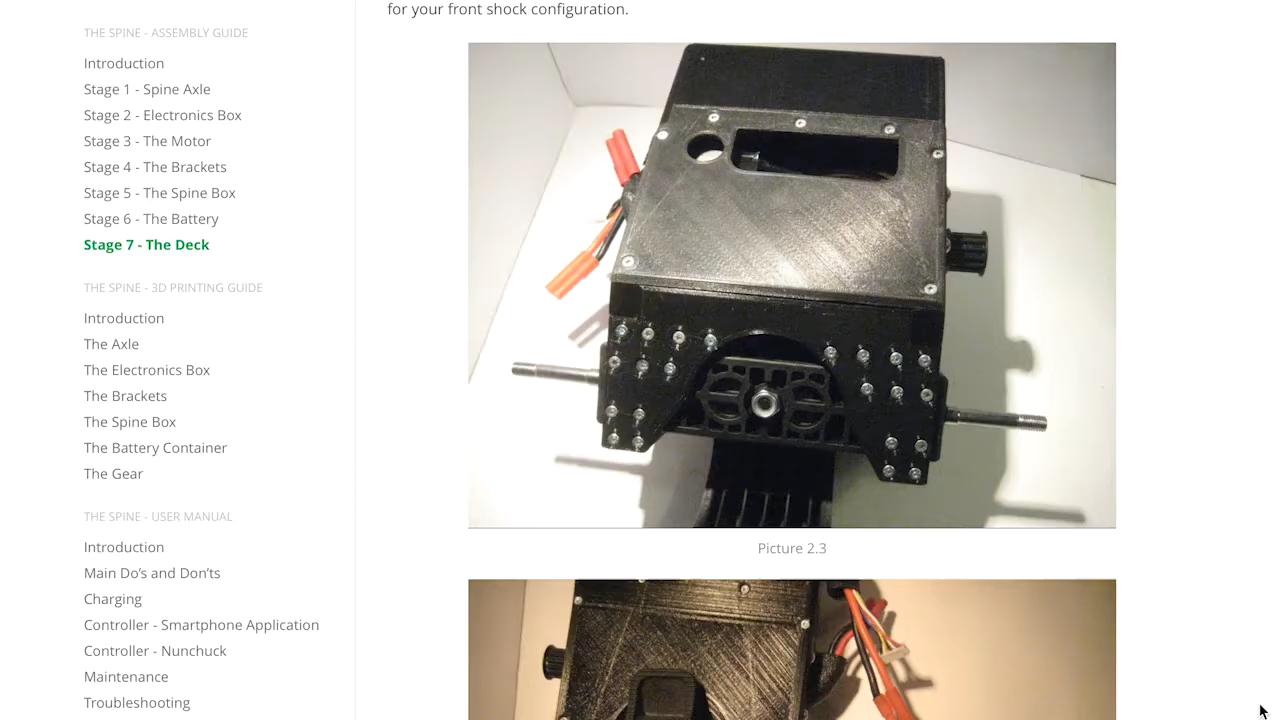 for your front shock configuration.
THE SPINE - ASSEMBLY GUIDE
Introduction
Stage 1 - Spine Axle
Stage 2 - Electronics Box
Stage 3 - The Motor
Stage 4 - The Brackets
Stage 5 - The Spine Box
Stage 6 - The Battery
Stage 7 - The Deck
THE SPINE - 3D PRINTING GUIDE
Introduction
The Axle
The Electronics Box
The Brackets
The Spine Box
The Battery Container
The Gear
THE SPINE - USER MANUAL
Introduction
Main Do’s and Don’ts
Charging
Controller - Smartphone Application
Controller - Nunchuck
Maintenance
Troubleshooting
Picture 2.3